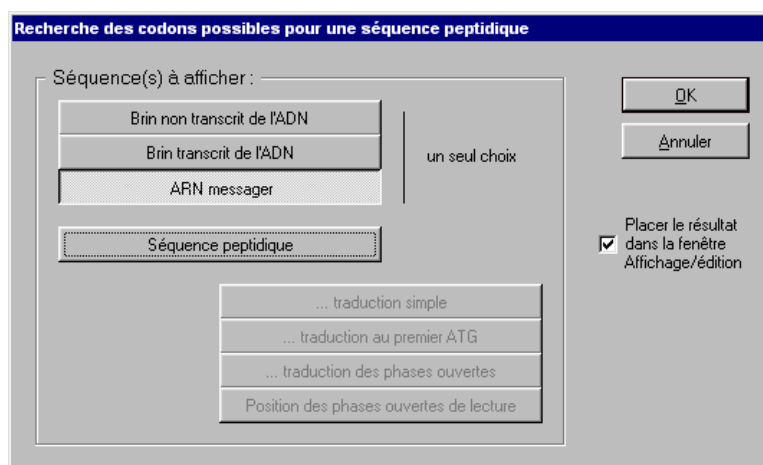 Recherche des codons possibles pour une séquence peptidique
Séquence(s) à afficher :
Brin non transcrit de l'ADN
Brin transcrit de l'ADN
ARN messager
un seul choix
Séquence peptidique
... traduction simple
... traduction au premier ATG
... traduction des phases ouvertes
Position des phases ouvertes de lecture
OK
Annuler
Placer le résultat
dans la fenêtre
Affichage/édition